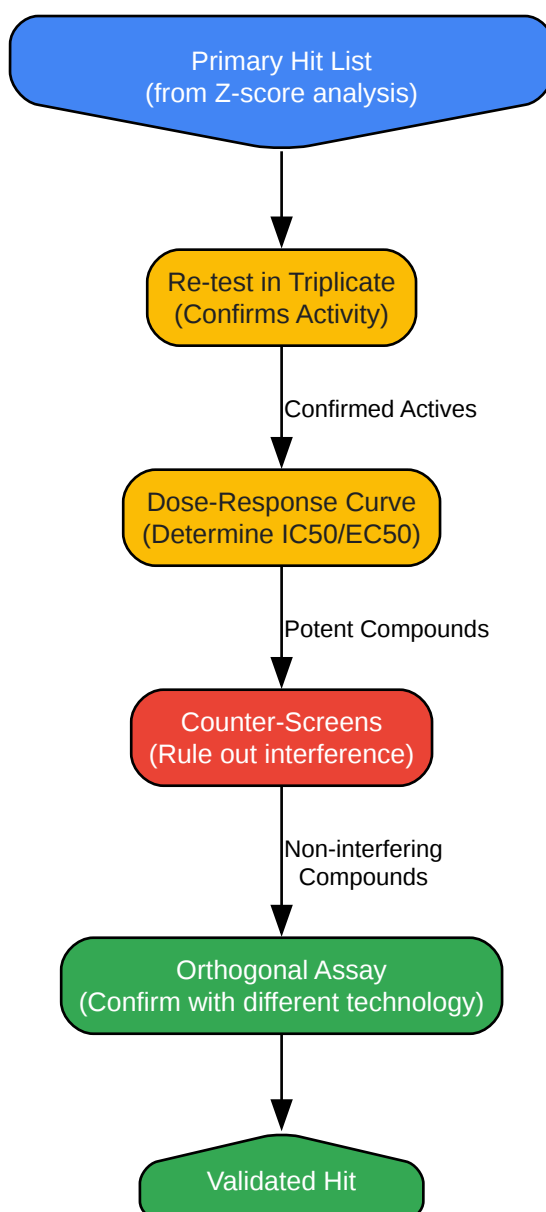 Primary Hit List
(from Z-score analysis)
Re-test in Triplicate
(Confirms Activity)
Confirmed Actives
Dose-Response Curve
(Determine IC50/EC50)
Potent Compounds
Counter-Screens
(Rule out interference)
Non-interfering
Compounds
Orthogonal Assay
(Confirm with different technology)
Validated Hit